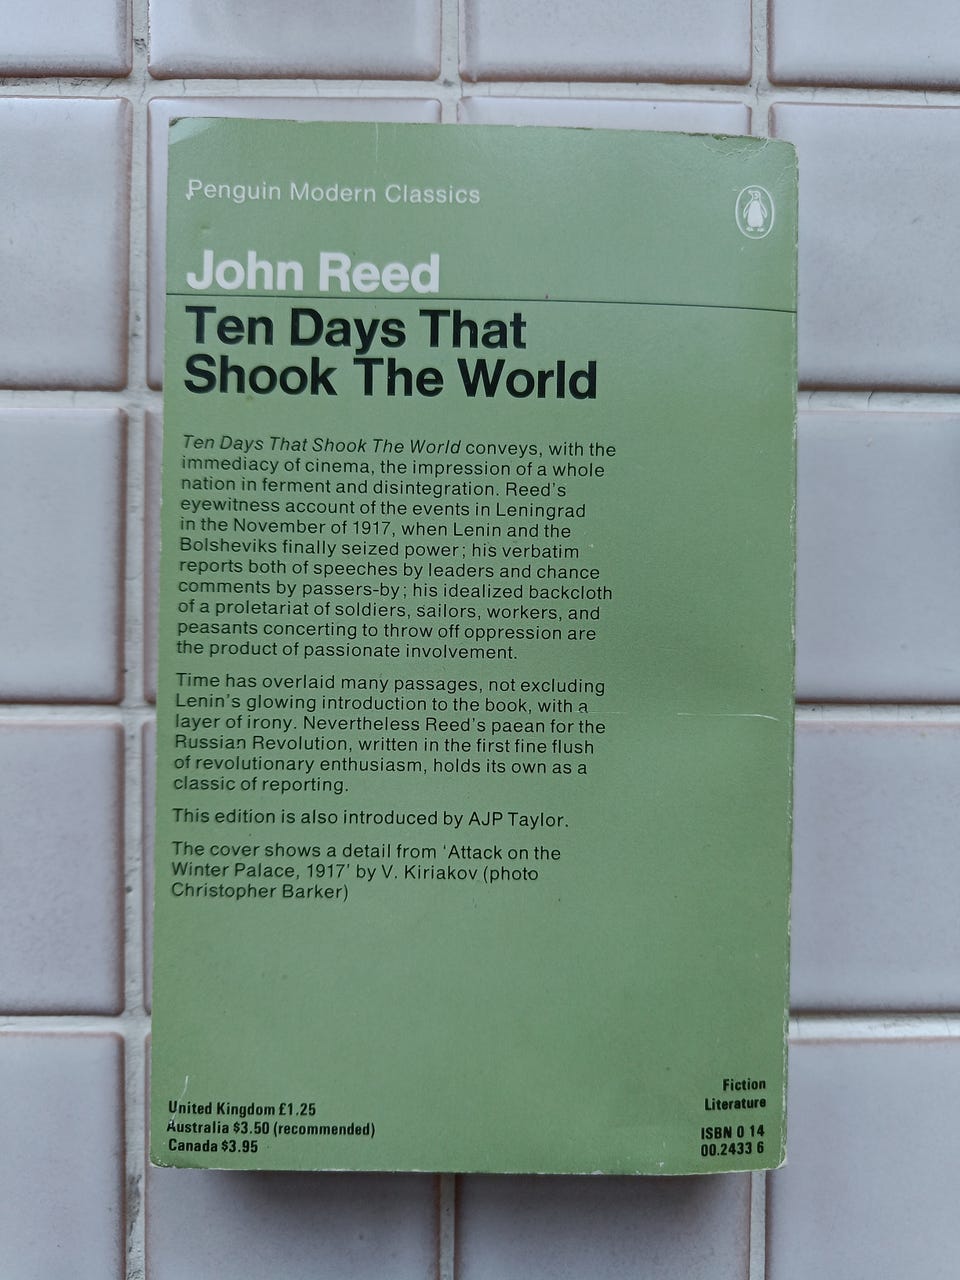 Penguin Modern Classics
John Reed
Ten Days That
Shook The World
Ten Days That Shook The World conveys, with the
immediacy of cinema, the impression of a whole
nation in ferment and disintegration. Reed's
eyewitness account of the events in Leningrad
in the November of 1917, when Lenin and the
Bolsheviks finally seized power; his verbatim
reports both of speeches by leaders and chance
comments by passers-by; his idealized backcloth
of a proletariat of soldiers, sailors, workers, and
peasants concerting to throw off oppression are
the product of passionate involvement.
Time has overlaid many passages, not excluding
Lenin's glowing introduction to the book, with a
layer of irony. Nevertheless Reed's paean for the
Russian Revolution, written in the first fine flush
of revolutionary enthusiasm, holds its own as a
classic of reporting.
This edition is also introduced by AJP Taylor.
The cover shows a detail from 'Attack on the
Winter Palace, 1917' by V. Kiriakov (photo
Christopher Barker)
United Kingdom £1.25
Australia $3.50 (recommended)
Canada $3.95
Fiction
Literature
ISBN 0 14
00.2433 6